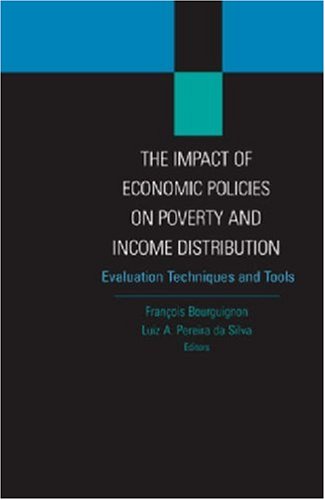 THE IMPACT OF
ECONOMIC POLICIES
ON POVERTY AND
INCOME DISTRIBUTION
Evaluation Techniques and Tools
François Bourguignon
Luiz A. Pereira da Silva
Editors